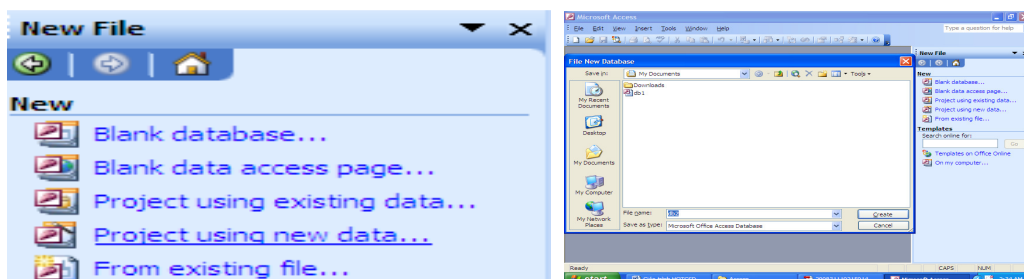 New File
New
Blank database...
Blank data access page...
Project using existing data...
Project using new data...
From existing file...
Microsoft Access
File Edit View Insert Tools Window Help
Type a question for help
File New Database
Save in: My Documents Tools
Downloads
db1
My Recent Documents
Desktop
My Documents
My Computer
My Network Places
File name: db2
Create
Save as type: Microsoft Office Access Database
Cancel
New File
New
Blank database...
Blank data access page...
Project using existing data...
Project using new data...
From existing file...
Templates
Search online for:
Go
Templates on Office Online
On my computer...
Ready
CAPS NUM
start